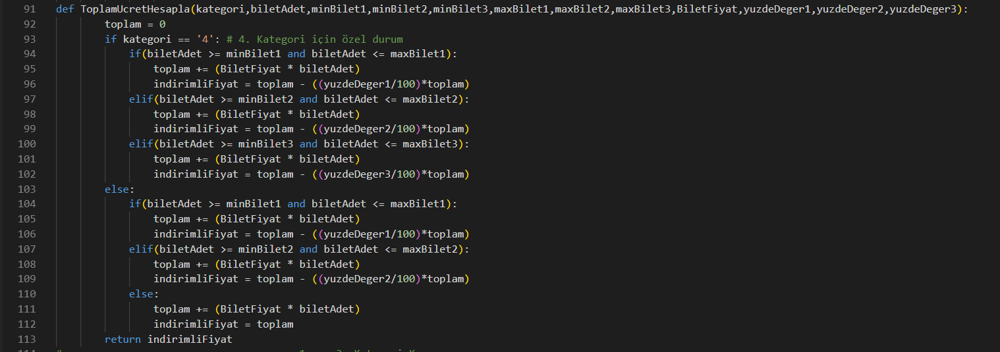 91 def ToplamUcretHesapla(kategori,biletAdet,minBilet1,minBilet2,minBilet3,maxBilet1,maxBilet2,maxBilet3,BiletFiyat,yuzdeDeger1,yuzdeDeger2,yuzdeDeger3):
92 toplam = 0
93 if kategori == '4': # 4. Kategori için özel durum
94 if(biletAdet >= minBilet1 and biletAdet <= maxBilet1):
95 toplam += (BiletFiyat * biletAdet)
96 indirimliFiyat = toplam - ((yuzdeDeger1/100)*toplam)
97 elif(biletAdet >= minBilet2 and biletAdet <= maxBilet2):
98 toplam += (BiletFiyat * biletAdet)
99 indirimliFiyat = toplam - ((yuzdeDeger2/100)*toplam)
100 elif(biletAdet >= minBilet3 and biletAdet <= maxBilet3):
101 toplam += (BiletFiyat * biletAdet)
102 indirimliFiyat = toplam - ((yuzdeDeger3/100)*toplam)
103 else:
104 if(biletAdet >= minBilet1 and biletAdet <= maxBilet1):
105 toplam += (BiletFiyat * biletAdet)
106 indirimliFiyat = toplam - ((yuzdeDeger1/100)*toplam)
107 elif(biletAdet >= minBilet2 and biletAdet <= maxBilet2):
108 toplam += (BiletFiyat * biletAdet)
109 indirimliFiyat = toplam - ((yuzdeDeger2/100)*toplam)
110 else:
111 toplam += (BiletFiyat * biletAdet)
112 indirimliFiyat = toplam
113 return indirimliFiyat